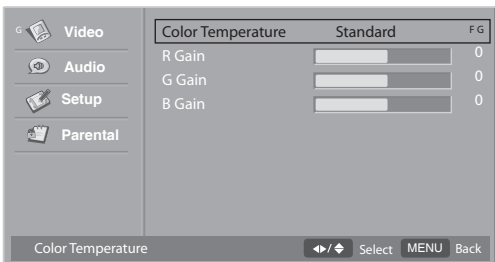 G Video
Audio
Setup
Parental
Color Temperature Standard F G
R Gain 0
G Gain 0
B Gain 0
Color Temperature / Select MENU Back